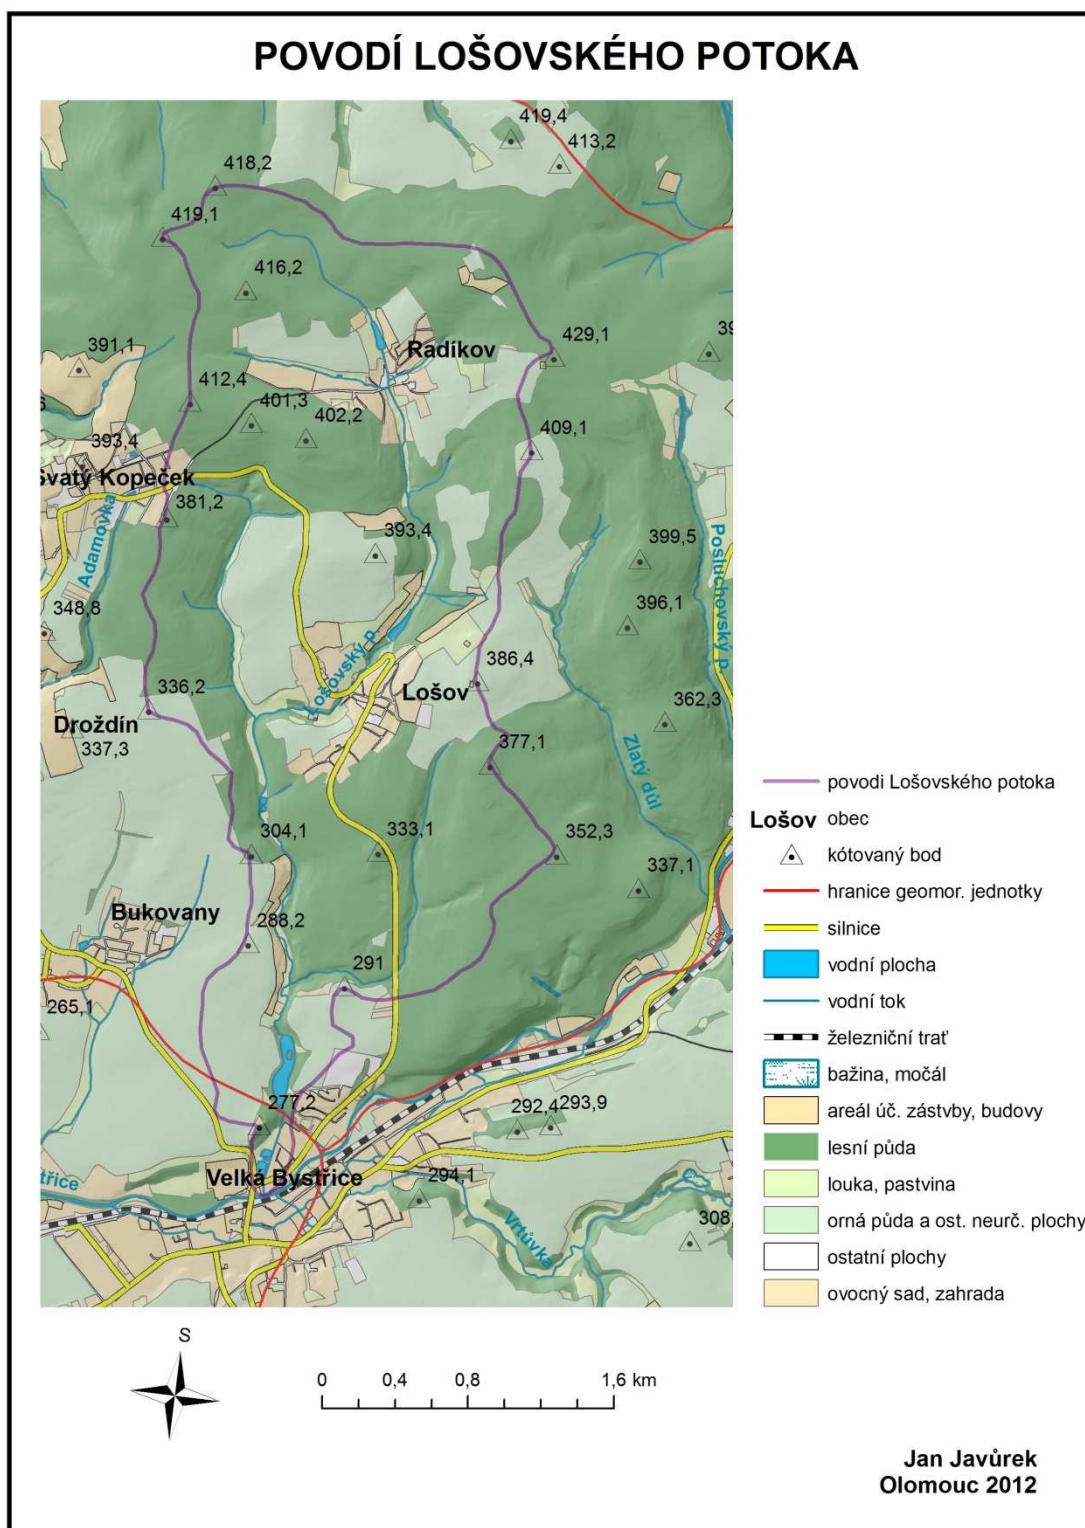 POVODÍ LOŠOVSKÉHO POTOKA
419,4
413,2
418,2
419,1
416,2
Radíkov
429,1
391,1
412,4
401,3
402,2
409,1
393,4
Svatý Kopeček
381,2
Adamovka
393,4
399,5
Posluchovský p
396,1
348,8
Lošovský p.
386,4
336,2
Lošov
362,3
Droždín
337,3
377,1
Zlatý důl
304,1
333,1
352,3
337,1
Bukovany
288,2
291
265,1
277,2
292,4
293,9
Velká Bystřice
294,1
Vrtůvka
povodi Lošovského potoka
Lošov obec
kótovaný bod
hranice geomor. jednotky
silnice
vodní plocha
vodní tok
železniční trať
bažina, močál
areál úč. zástvby, budovy
lesní půda
louka, pastvina
orná půda a ost. neurč. plochy
ostatní plochy
ovocný sad, zahrada
S
0 0,4 0,8 1,6 km
Jan Javůrek
Olomouc 2012